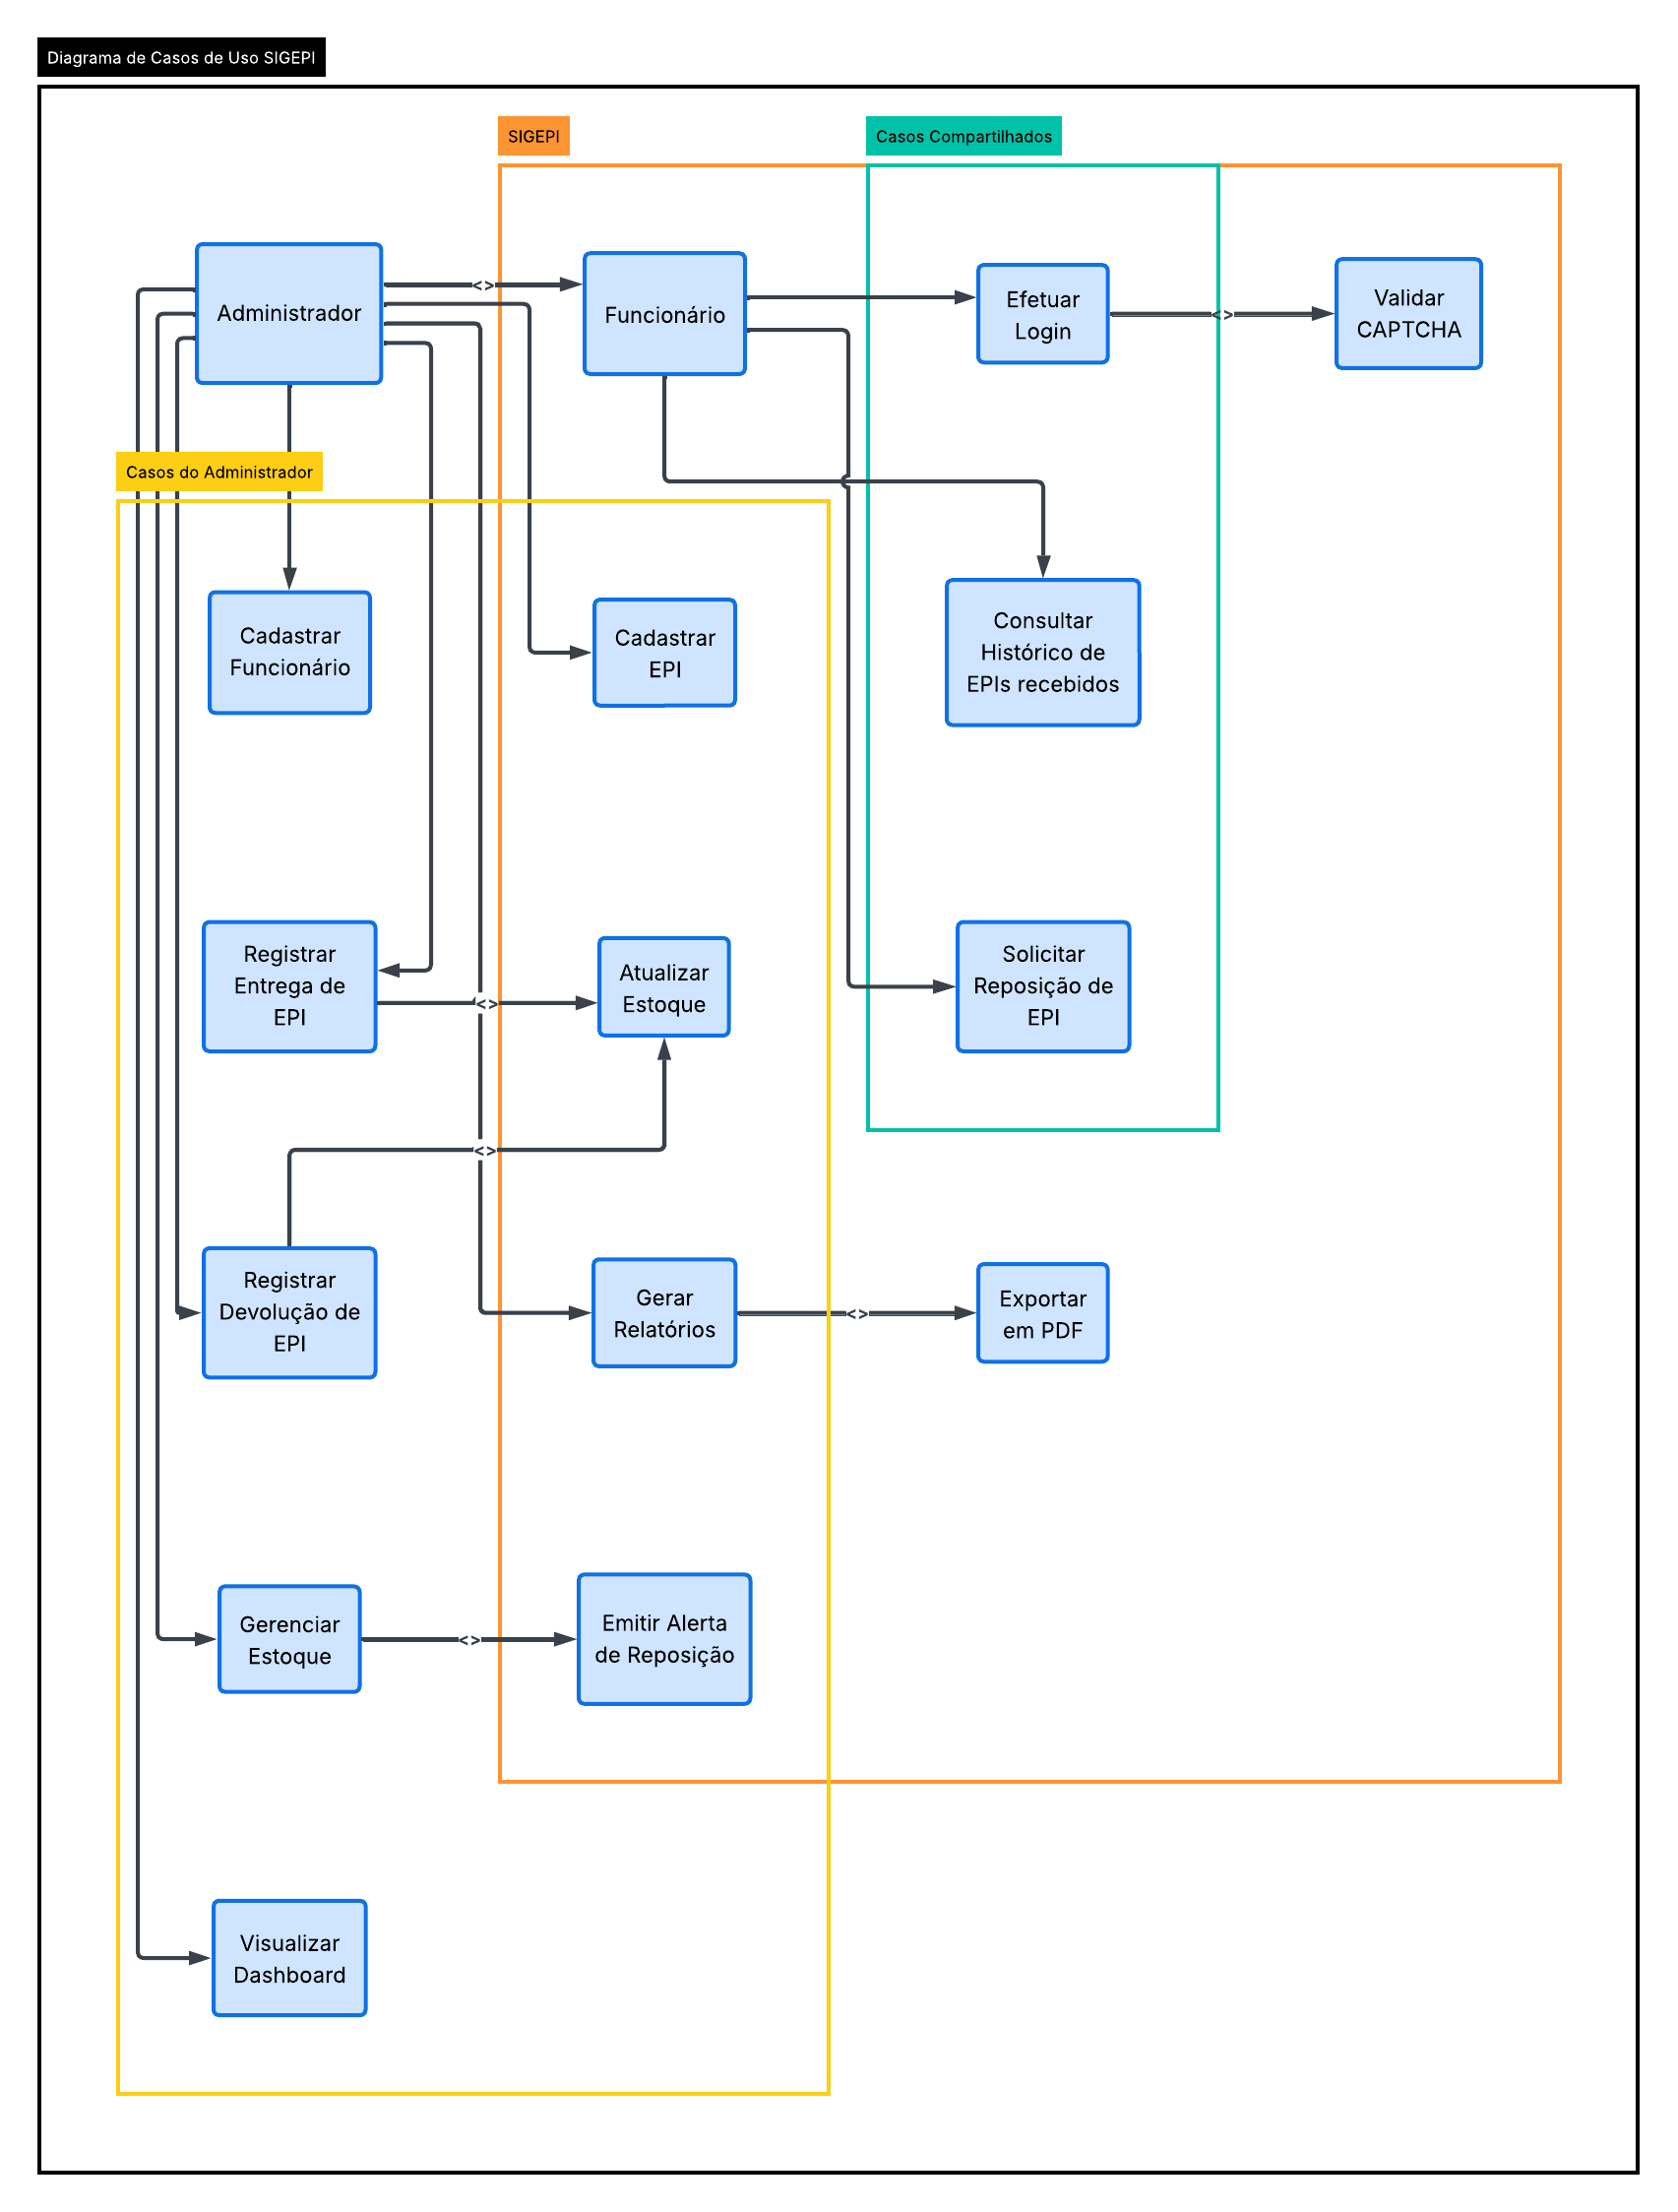 Diagrama de Casos de Uso SIGEPI
SIGEPI
Casos Compartilhados
Administrador
<>
Funcionário
Efetuar
Login
<>
Validar
CAPTCHA
Casos do Administrador
Cadastrar
Funcionário
Cadastrar
EPI
Consultar
Histórico de
EPIs recebidos
Registrar
Entrega de
EPI
<>
Atualizar
Estoque
Solicitar
Reposição de
EPI
<>
Registrar
Devolução de
EPI
Gerar
Relatórios
<>
Exportar
em PDF
Gerenciar
Estoque
<>
Emitir Alerta
de Reposição
Visualizar
Dashboard